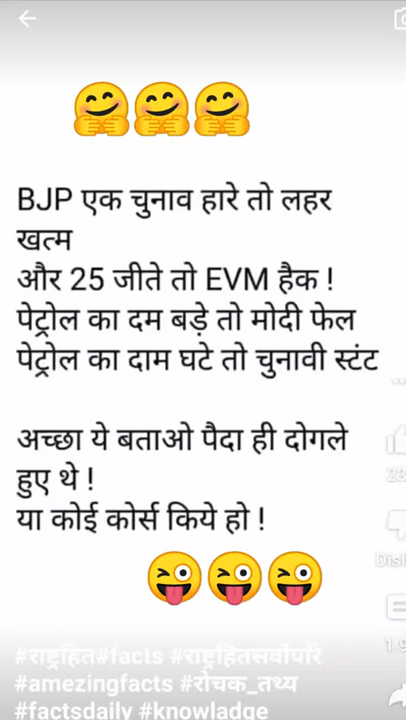 BJP एक चुनाव हारे तो लहर
खत्म
और 25 जीते तो EVM हैक !
पेट्रोल का दम बड़े तो मोदी फेल
पेट्रोल का दाम घटे तो चुनावी स्टंट
अच्छा ये बताओ पैदा ही दोगले
हुए थे !
या कोई कोर्स किये हो !
#राष्ट्रहित#facts #राष्ट्रहितसर्वोपरि
#amezingfacts #रोचक_तथ्य
#factsdaily #knowladge